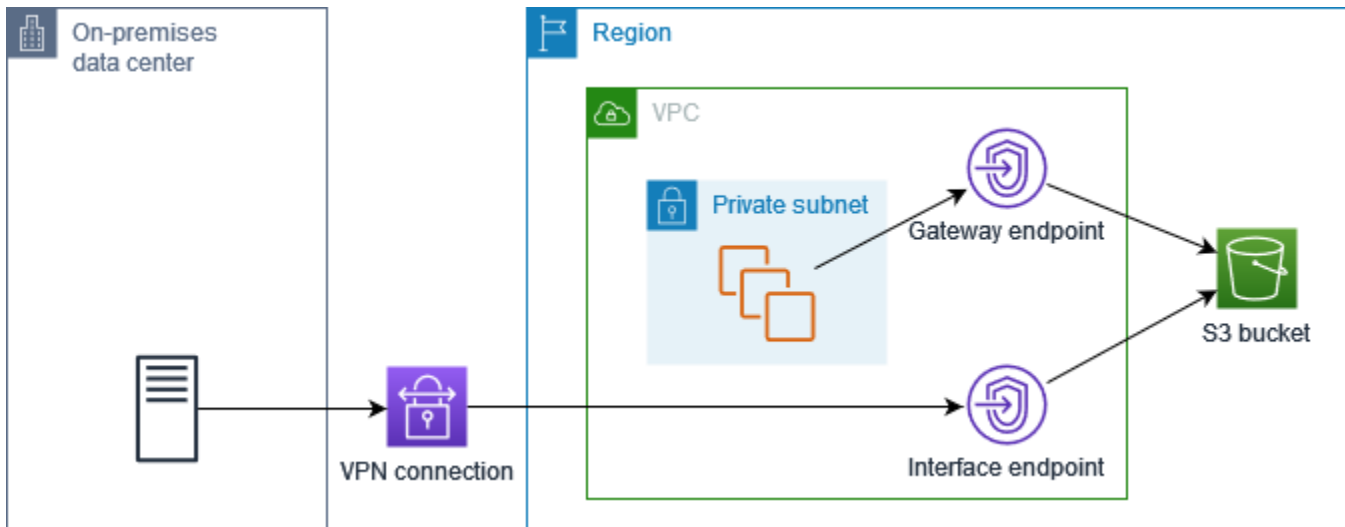 On-premises
data center
Region
VPC
Private subnet
Gateway endpoint
S3 bucket
VPN connection
Interface endpoint